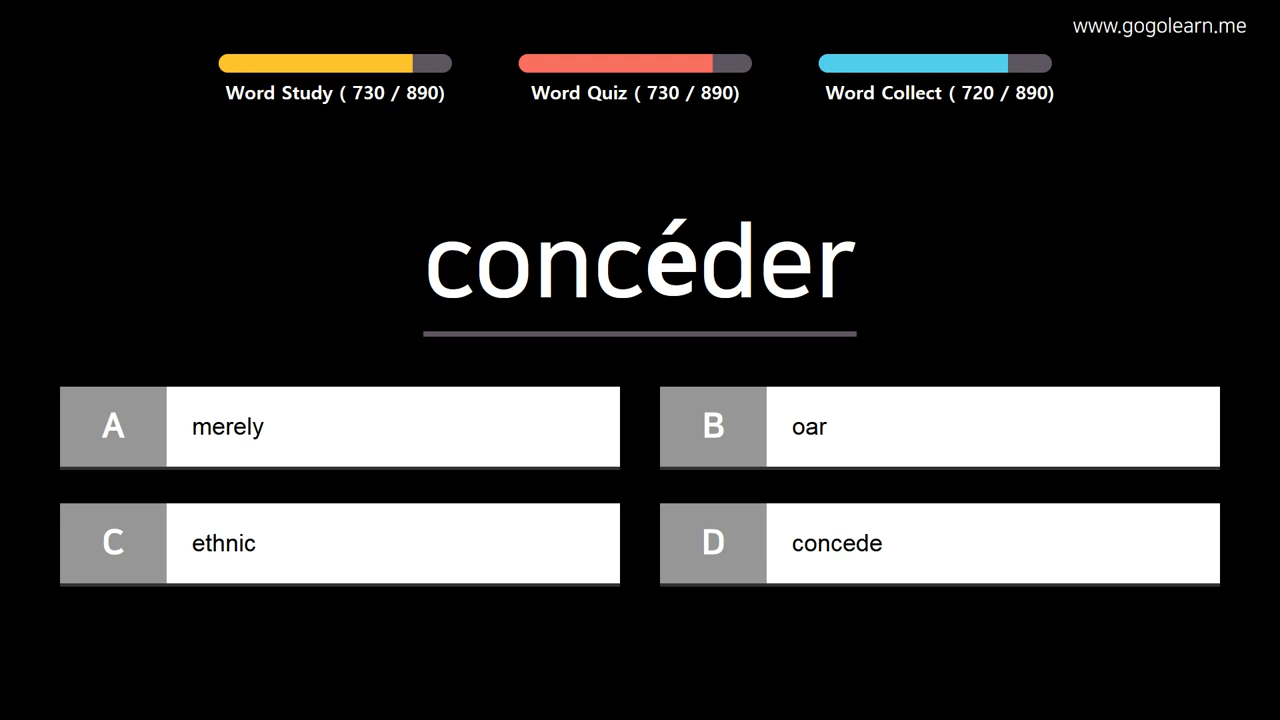 www.gogolearn.me
Word Study ( 730 / 890)
Word Quiz ( 730 / 890)
Word Collect ( 720 / 890)
concéder
A merely
B oar
C ethnic
D concede